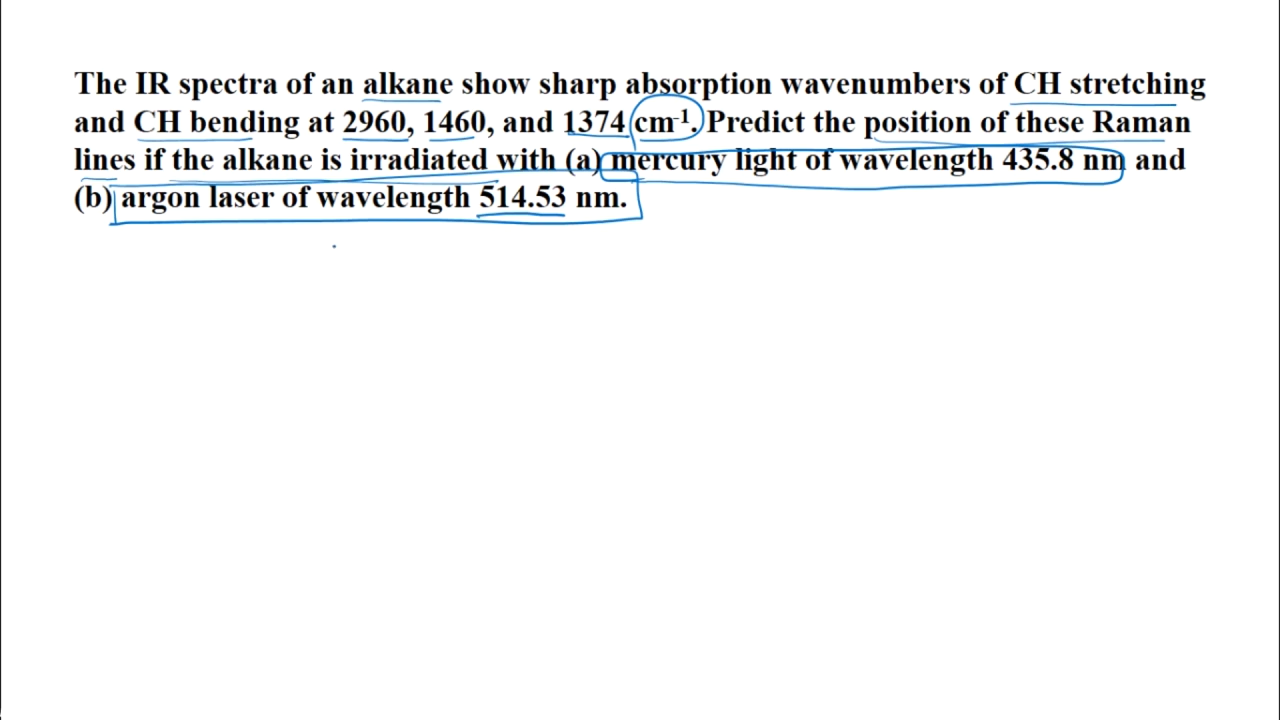 The IR spectra of an alkane show sharp absorption wavenumbers of CH stretching
and CH bending at 2960, 1460, and 1374 cm⁻¹. Predict the position of these Raman
lines if the alkane is irradiated with (a) mercury light of wavelength 435.8 nm and
(b) argon laser of wavelength 514.53 nm.